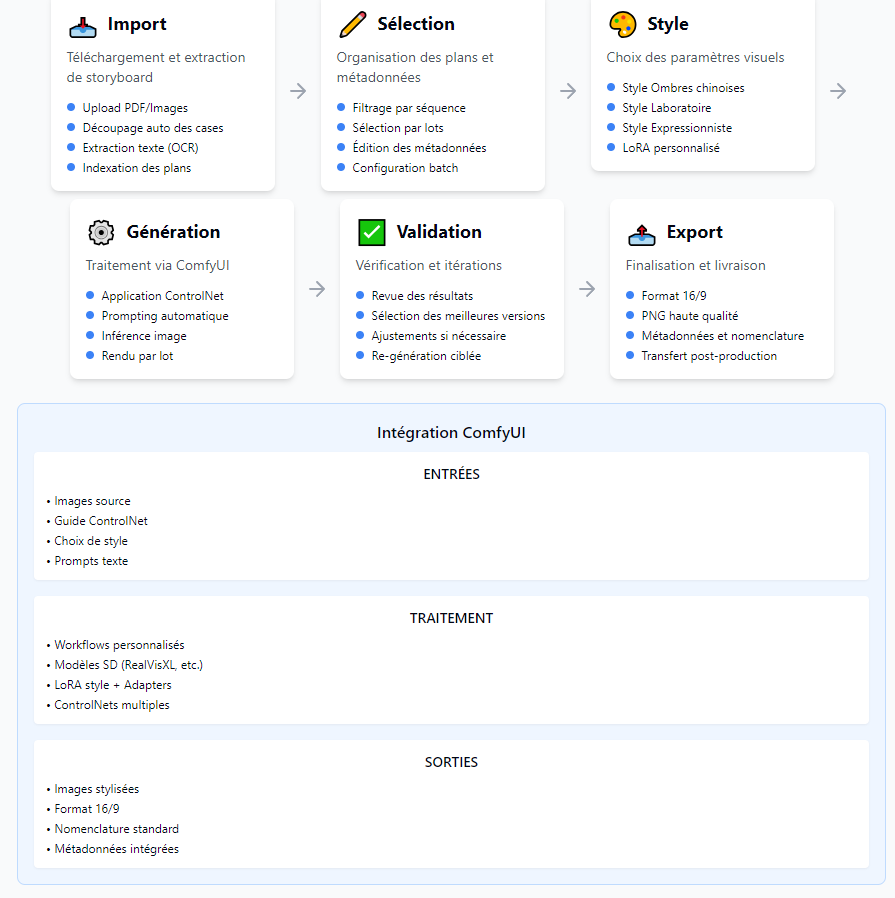 Import
Téléchargement et extraction
de storyboard
Upload PDF/Images
Découpage auto des cases
Extraction texte (OCR)
Indexation des plans
Sélection
Organisation des plans et
métadonnées
Filtrage par séquence
Sélection par lots
Édition des métadonnées
Configuration batch
Style
Choix des paramètres visuels
Style Ombres chinoises
Style Laboratoire
Style Expressionniste
LoRA personnalisé
Génération
Traitement via ComfyUI
Application ControlNet
Prompting automatique
Inférence image
Rendu par lot
Validation
Vérification et itérations
Revue des résultats
Sélection des meilleures versions
Ajustements si nécessaire
Re-génération ciblée
Export
Finalisation et livraison
Format 16/9
PNG haute qualité
Métadonnées et nomenclature
Transfert post-production
Intégration ComfyUI
ENTRÉES
• Images source
• Guide ControlNet
• Choix de style
• Prompts texte
TRAITEMENT
• Workflows personnalisés
• Modèles SD (RealVisXL, etc.)
• LoRA style + Adapters
• ControlNets multiples
SORTIES
• Images stylisées
• Format 16/9
• Nomenclature standard
• Métadonnées intégrées